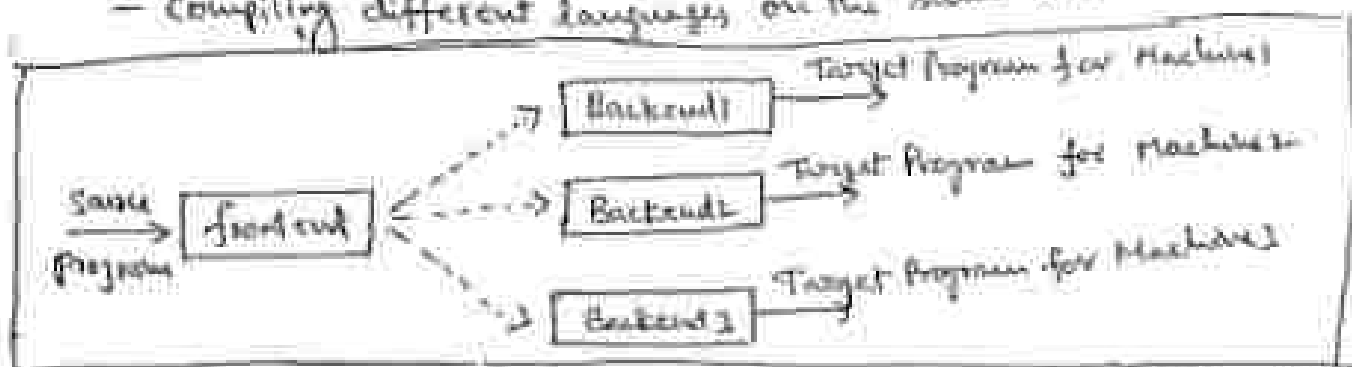 - Compiling different languages on the
Target Program for Machine1
Backend1
Target Program for Machine2
Source
program
frontend
Backend2
Target Program for Machine3
Backend3